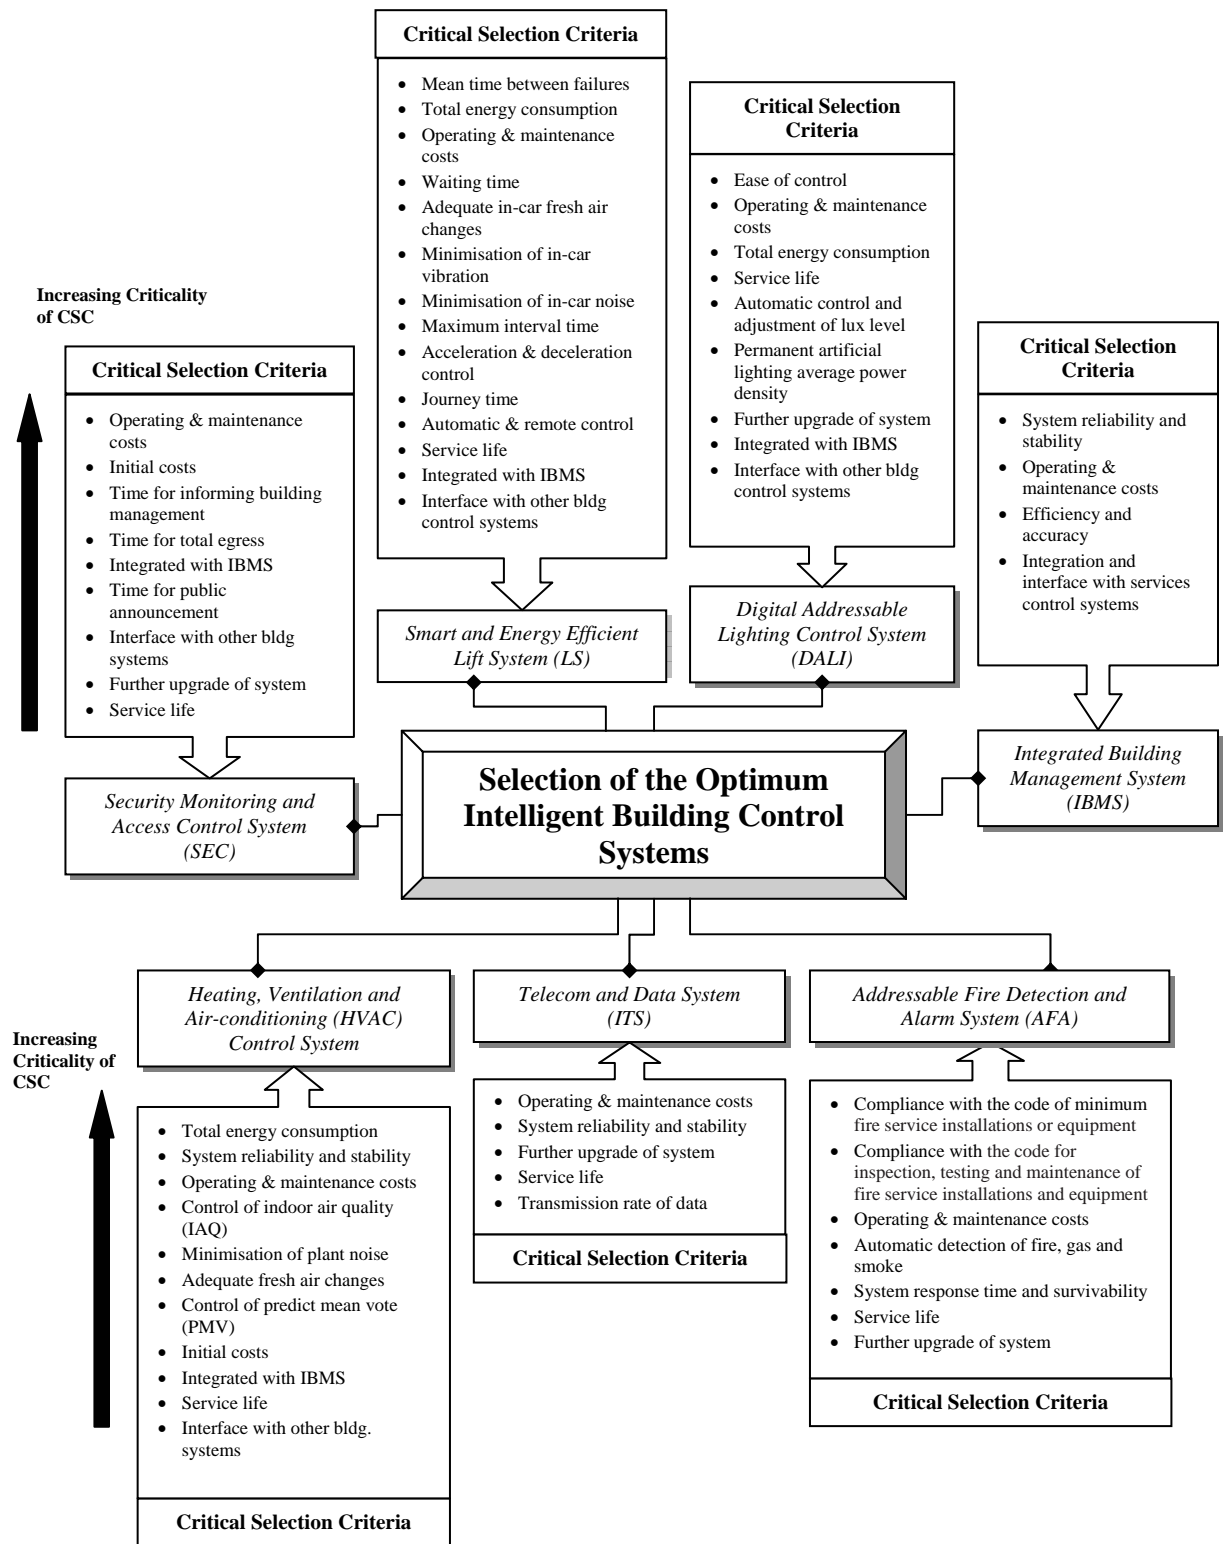 Critical Selection Criteria
• Mean time between failures
• Total energy consumption
• Operating & maintenance
costs
• Waiting time
• Adequate in-car fresh air
changes
• Minimisation of in-car
vibration
• Minimisation of in-car noise
• Maximum interval time
• Acceleration & deceleration
control
• Journey time
• Automatic & remote control
• Service life
• Integrated with IBMS
• Interface with other bldg
control systems
Smart and Energy Efficient
Lift System (LS)
Critical Selection
Criteria
• Ease of control
• Operating & maintenance
costs
• Total energy consumption
• Service life
• Automatic control and
adjustment of lux level
• Permanent artificial
lighting average power
density
• Further upgrade of system
• Integrated with IBMS
• Interface with other bldg
control systems
Digital Addressable
Lighting Control System
(DALI)
Increasing Criticality
of CSC
Critical Selection Criteria
• Operating & maintenance
costs
• Initial costs
• Time for informing building
management
• Time for total egress
• Integrated with IBMS
• Time for public
announcement
• Interface with other bldg
systems
• Further upgrade of system
• Service life
Security Monitoring and
Access Control System
(SEC)
Critical Selection
Criteria
• System reliability and
stability
• Operating &
maintenance costs
• Efficiency and
accuracy
• Integration and
interface with services
control systems
Integrated Building
Management System
(IBMS)
Selection of the Optimum
Intelligent Building Control
Systems
Heating, Ventilation and
Air-conditioning (HVAC)
Control System
Increasing
Criticality of
CSC
• Total energy consumption
• System reliability and stability
• Operating & maintenance costs
• Control of indoor air quality
(IAQ)
• Minimisation of plant noise
• Adequate fresh air changes
• Control of predict mean vote
(PMV)
• Initial costs
• Integrated with IBMS
• Service life
• Interface with other bldg.
systems
Critical Selection Criteria
Telecom and Data System
(ITS)
• Operating & maintenance costs
• System reliability and stability
• Further upgrade of system
• Service life
• Transmission rate of data
Critical Selection Criteria
Addressable Fire Detection and
Alarm System (AFA)
• Compliance with the code of minimum
fire service installations or equipment
• Compliance with the code for
inspection, testing and maintenance of
fire service installations and equipment
• Operating & maintenance costs
• Automatic detection of fire, gas and
smoke
• System response time and survivability
• Service life
• Further upgrade of system
Critical Selection Criteria